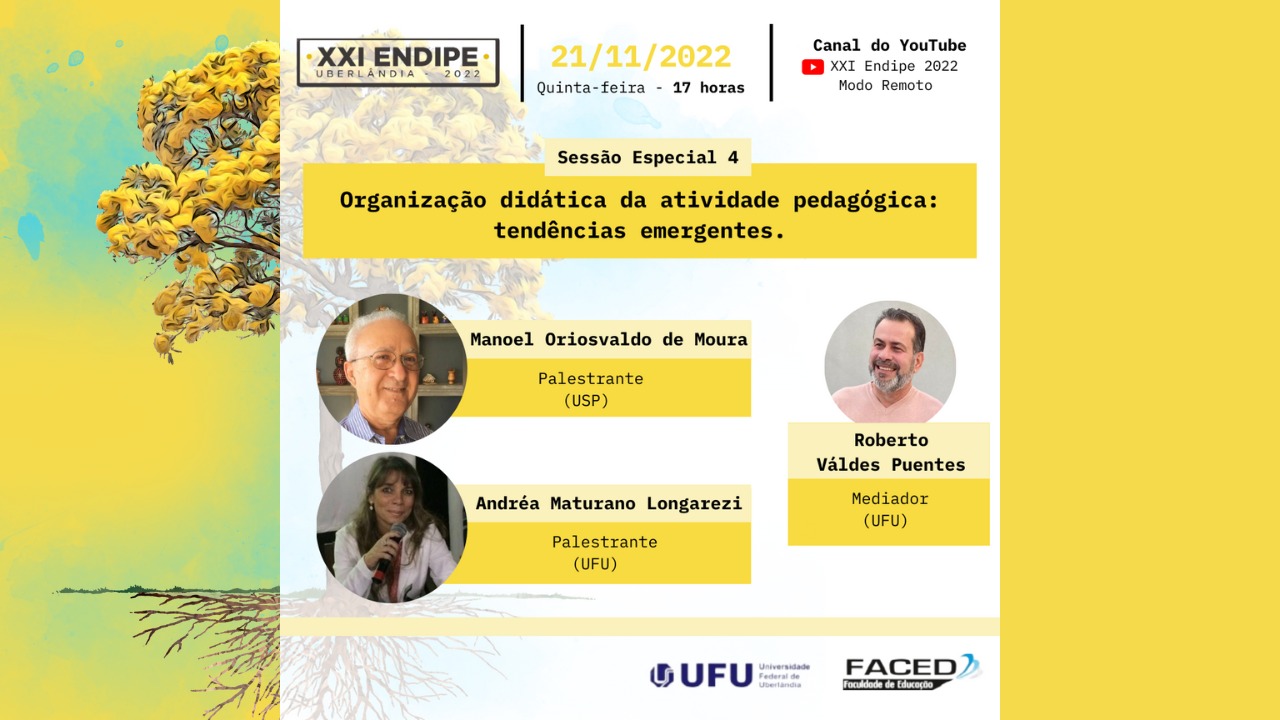 XXI ENDIPE
UBERLÂNDIA - 2022
21/11/2022
Quinta-feira - 17 horas
Canal do YouTube
XXI Endipe 2022
Modo Remoto
Sessão Especial 4
Organização didática da atividade pedagógica:
tendências emergentes.
Manoel Oriosvaldo de Moura
Palestrante
(USP)
Andréa Maturano Longarezi
Palestrante
(UFU)
Roberto
Váldes Puentes
Mediador
(UFU)
UFU
Universidade
Federal de
Uberlândia
FACED
Faculdade de Educação